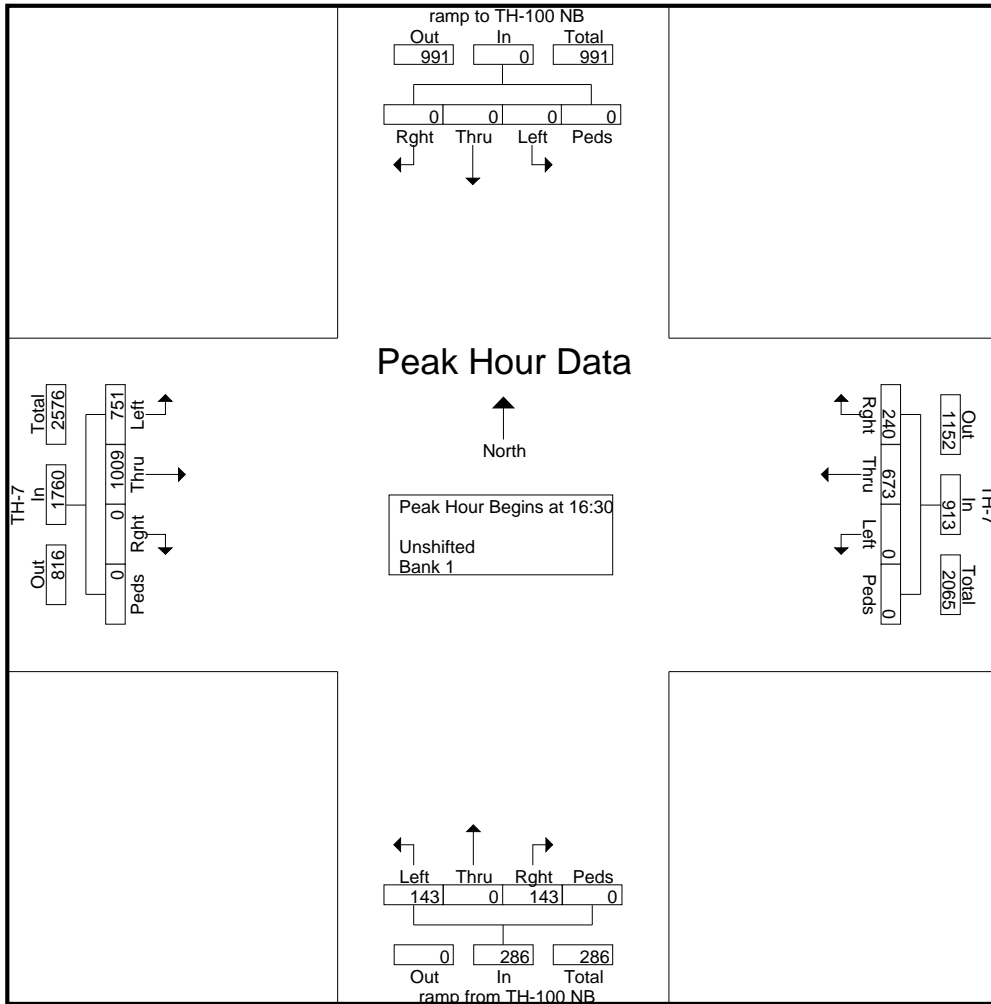 ramp to TH-100 NB
Out In Total
991 0 991
0 0 0 0
Rght Thru Left Peds
Peak Hour Data
North
Peak Hour Begins at 16:30
Unshifted
Bank 1
TH-7
Out In Total
816 1760 2576
0 0 1009 751
Peds Rght Thru Left
TH-7
Out In Total
1152 913 2065
240 673 0 0
Rght Thru Left Peds
Left Thru Rght Peds
143 0 143 0
0 286 286
Out In Total
ramp from TH-100 NB